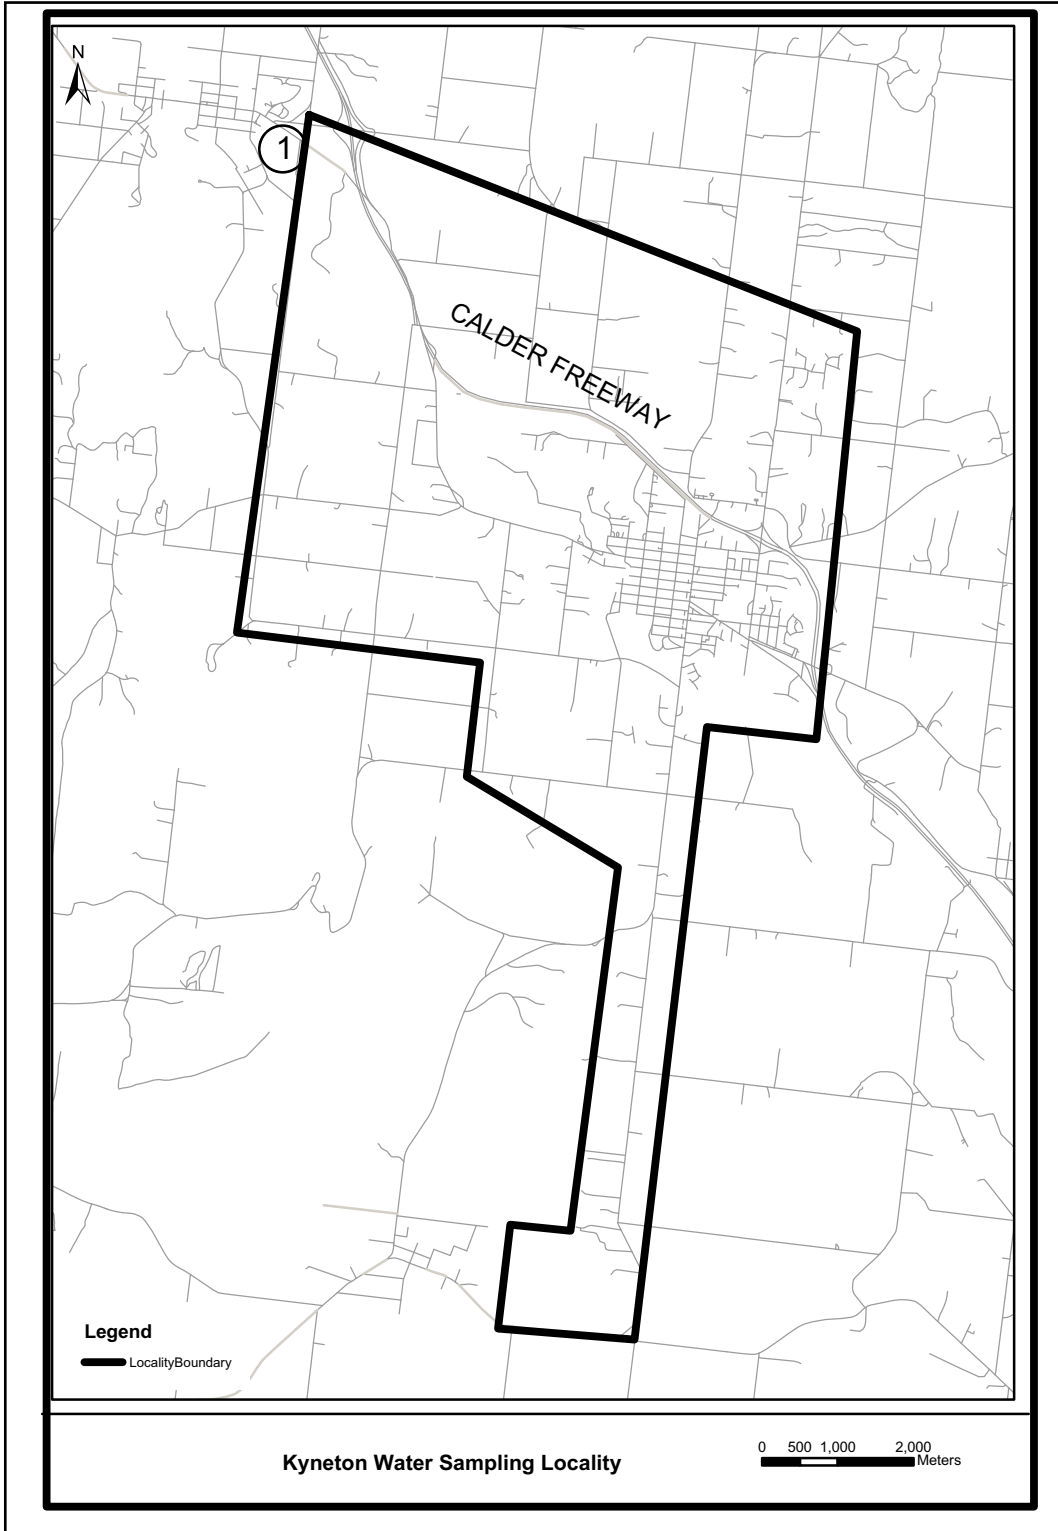 N
1
CALDER FREEWAY
Legend
LocalityBoundary
Kyneton Water Sampling Locality
0 500 1,000 2,000
Meters